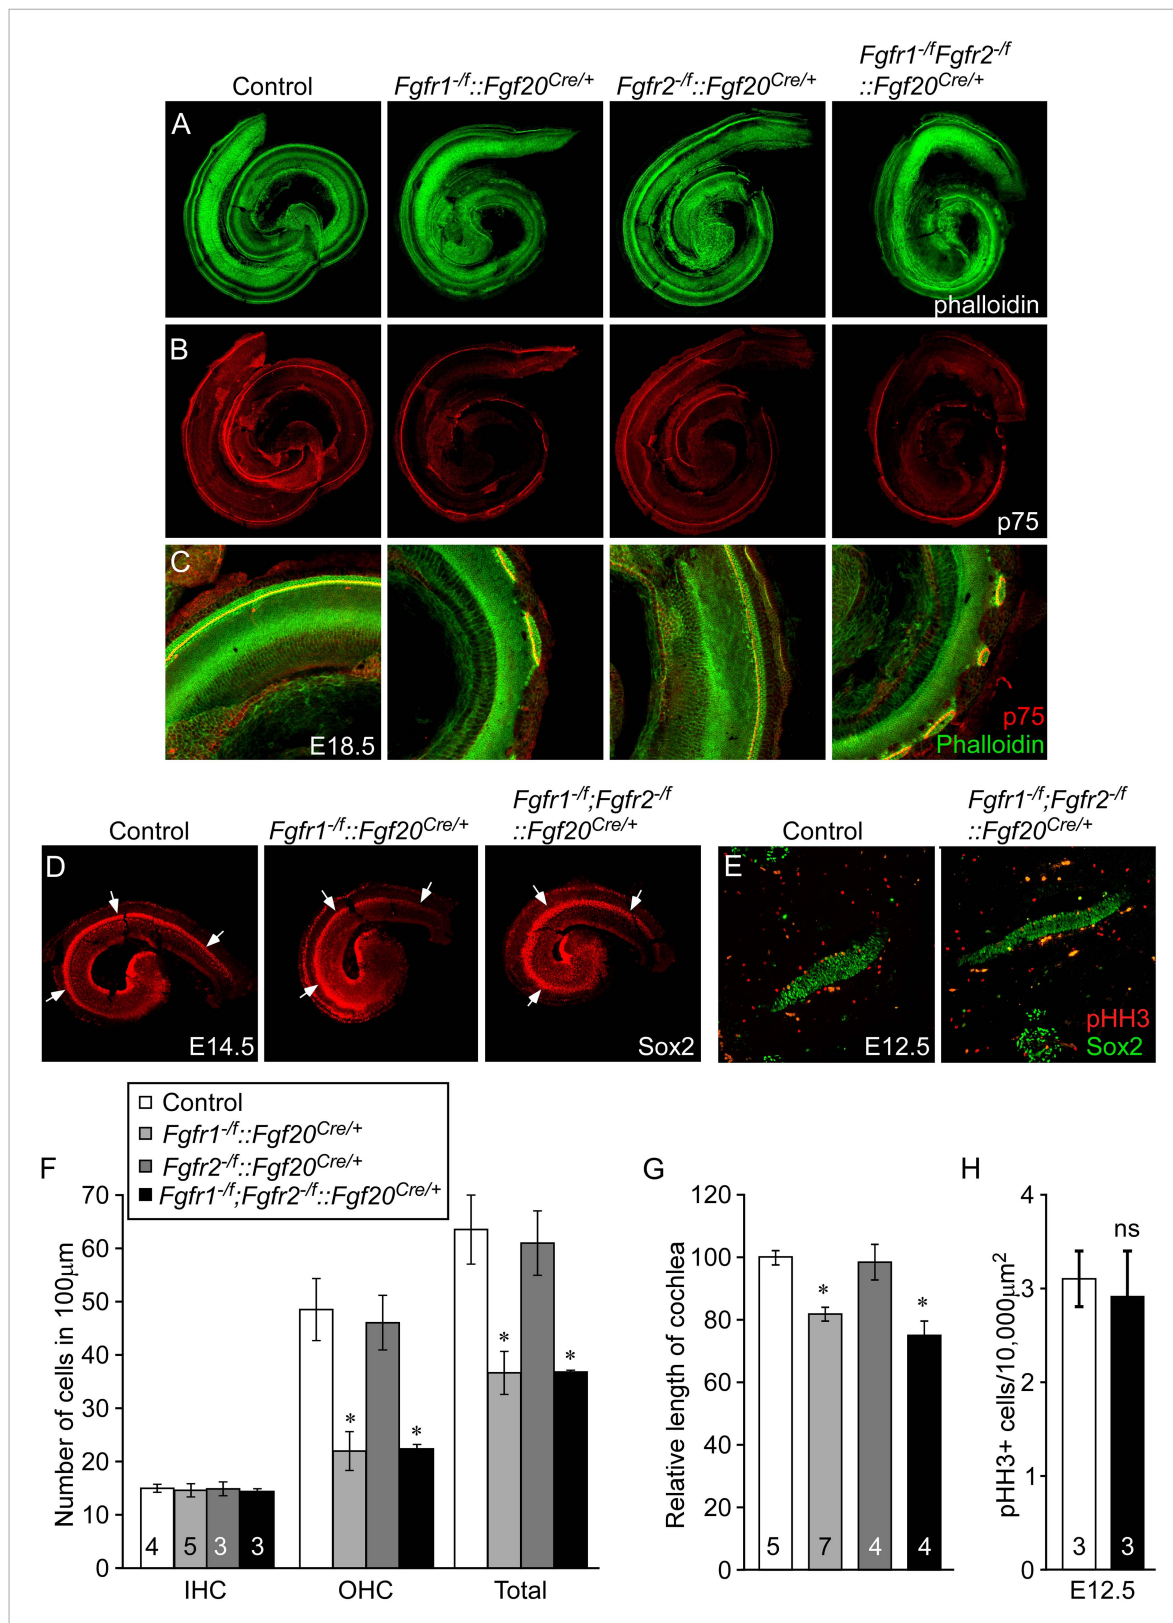 Control
Fgfr1-/f::Fgf20Cre/+
Fgfr2-/f::Fgf20Cre/+
Fgfr1-/fFgfr2-/f
::Fgf20Cre/+
A
phalloidin
B
p75
C
E18.5
p75
Phalloidin
Control
Fgfr1-/f::Fgf20Cre/+
Fgfr1-/f;Fgfr2-/f
::Fgf20Cre/+
Control
Fgfr1-/f;Fgfr2-/f
::Fgf20Cre/+
D
E14.5
Sox2
E
E12.5
pHH3
Sox2
Control
Fgfr1-/f::Fgf20Cre/+
Fgfr2-/f::Fgf20Cre/+
Fgfr1-/f;Fgfr2-/f::Fgf20Cre/+
F
Number of cells in 100µm
70
60
50
40
30
20
10
0
* * * *
4 5 3 3
IHC OHC Total
G
Relative length of cochlea
120
100
80
60
40
20
0
* *
5 7 4 4
H
pHH3+ cells/10,000µm2
4
3
2
1
0
ns
3 3
E12.5